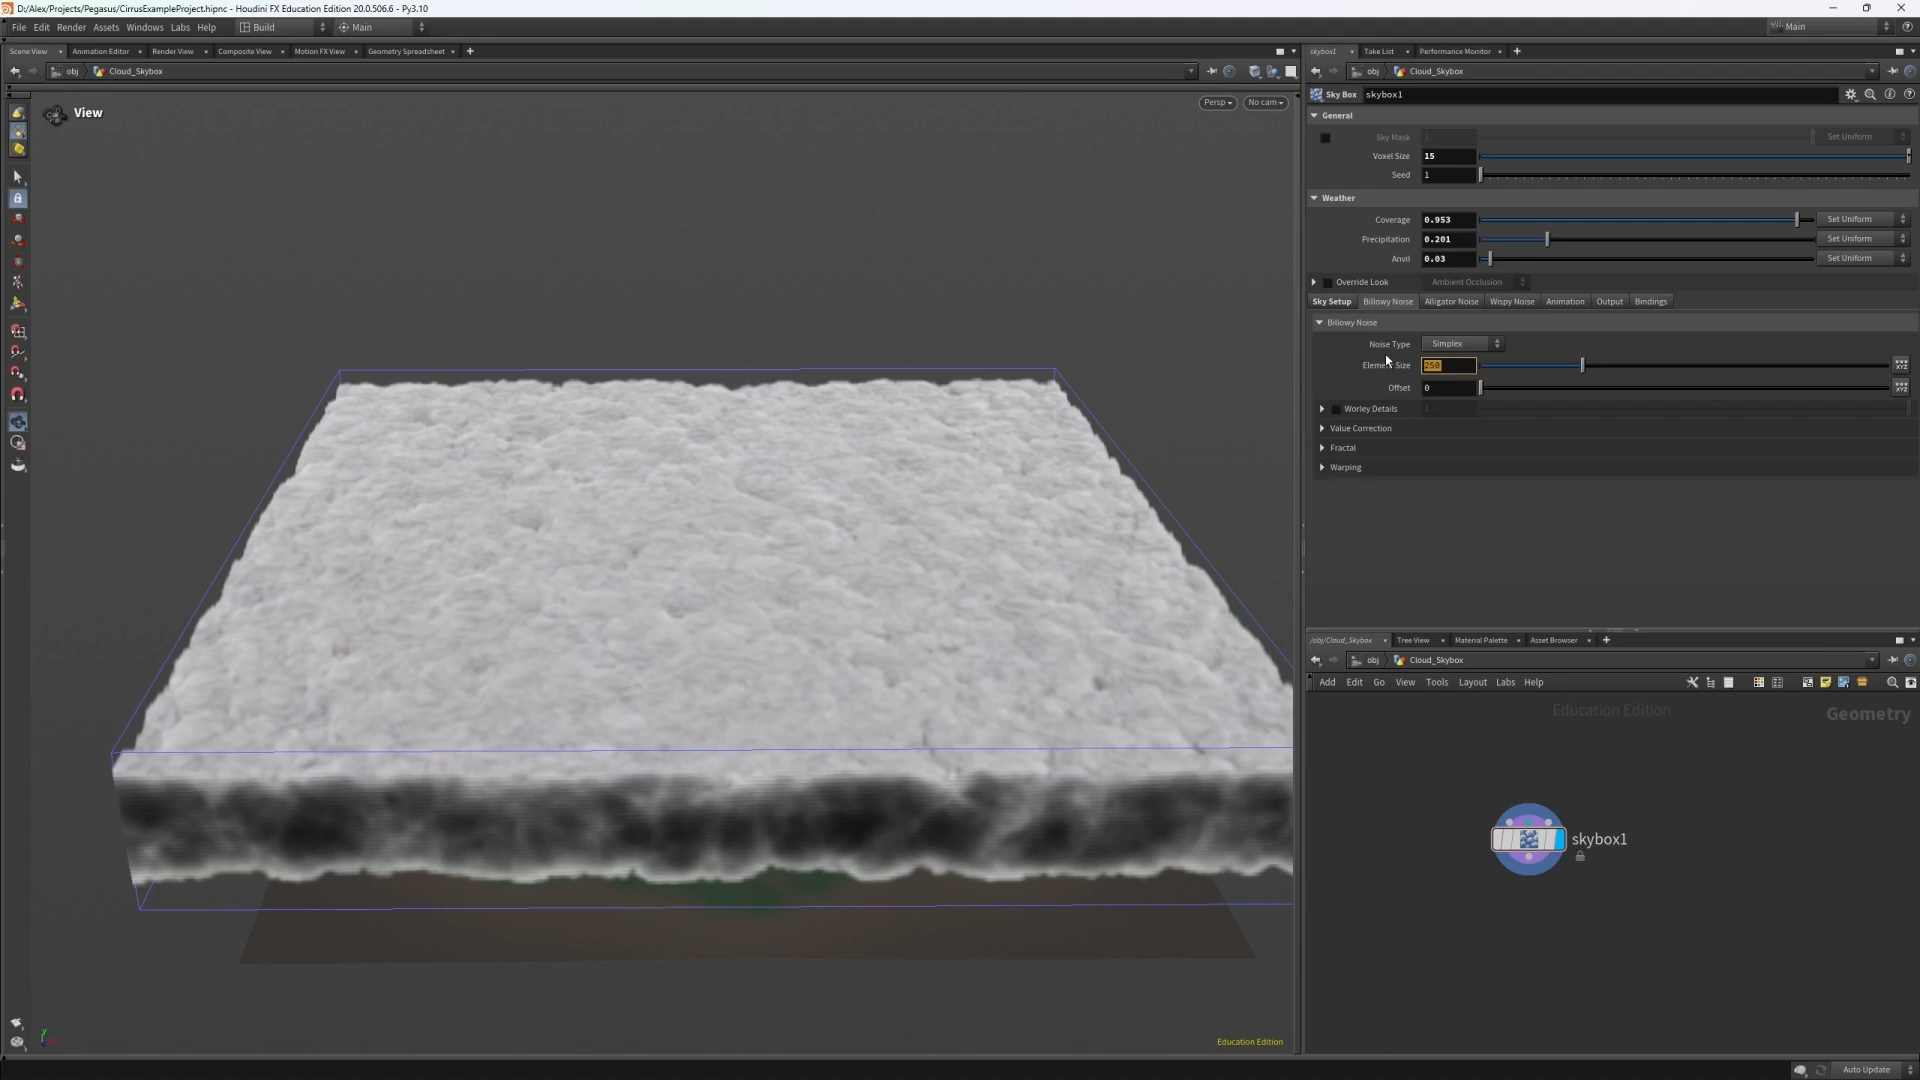 D:/Alex/Projects/Pegasus/CirrusExampleProject.hipnc - Houdini FX Education Edition 20.0.506.6 - Py3.10
File Edit Render Assets Windows Labs Help Build Main Main
Scene View Animation Editor Render View Composite View Motion FX View Geometry Spreadsheet
obj Cloud_Skybox
View
Persp No cam
Education Edition
skybox1 Take List Performance Monitor
obj Cloud_Skybox
Sky Box skybox1
General
Sky Mask 1 Set Uniform
Voxel Size 15
Seed 1
Weather
Coverage 0.953 Set Uniform
Precipitation 0.201 Set Uniform
Anvil 0.03 Set Uniform
Override Look Ambient Occlusion
Sky Setup Billowy Noise Alligator Noise Wispy Noise Animation Output Bindings
Billowy Noise
Noise Type Simplex
Element Size 250
Offset 0
Worley Details
Value Correction
Fractal
Warping
/obj/Cloud_Skybox Tree View Material Palette Asset Browser
obj Cloud_Skybox
Add Edit Go View Tools Layout Labs Help
Education Edition
Geometry
skybox1
Auto Update